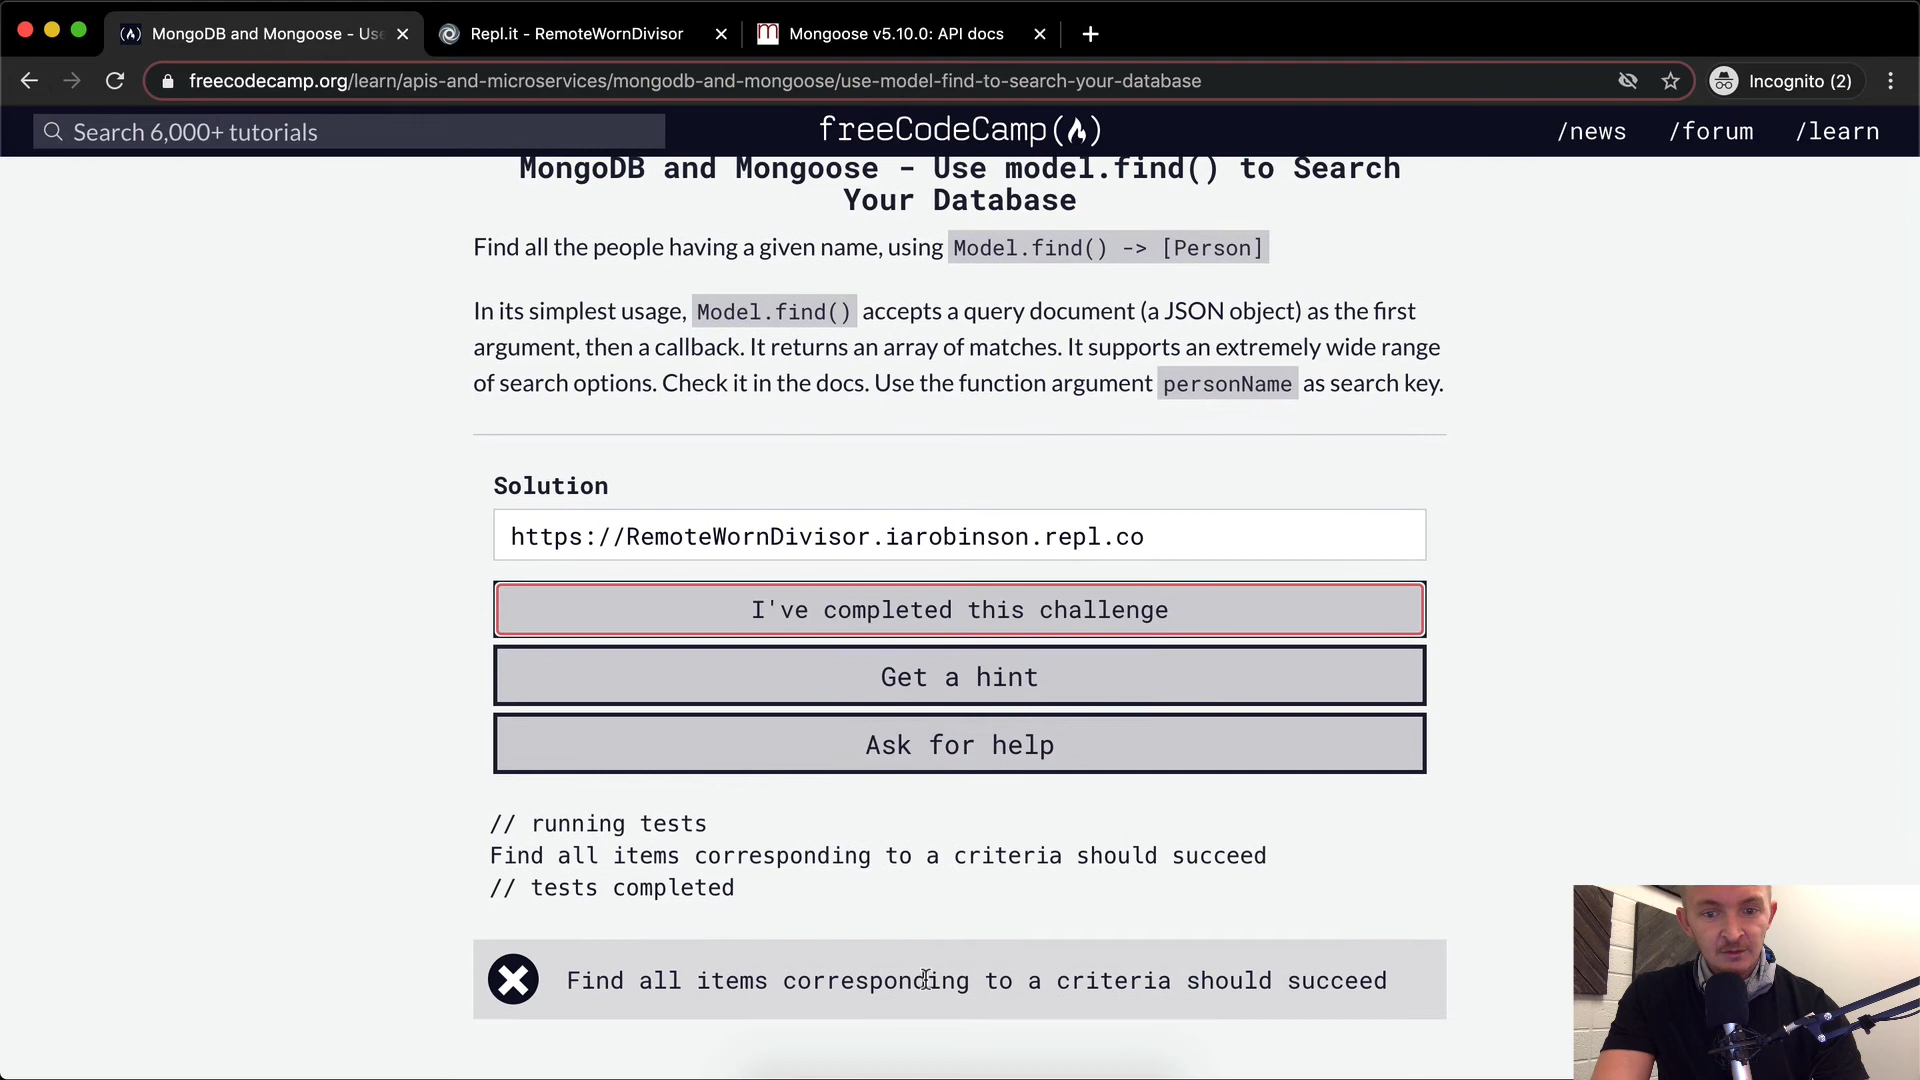 MongoDB and Mongoose - Use
Repl.it - RemoteWornDivisor
Mongoose v5.10.0: API docs
freecodecamp.org/learn/apis-and-microservices/mongodb-and-mongoose/use-model-find-to-search-your-database
Incognito (2)
Search 6,000+ tutorials
freeCodeCamp
/news
/forum
/learn
MongoDB and Mongoose - Use model.find() to Search
Your Database
Find all the people having a given name, using Model.find() -> [Person]
In its simplest usage, Model.find() accepts a query document (a JSON object) as the first
argument, then a callback. It returns an array of matches. It supports an extremely wide range
of search options. Check it in the docs. Use the function argument personName as search key.
Solution
https://RemoteWornDivisor.iarobinson.repl.co
I've completed this challenge
Get a hint
Ask for help
// running tests
Find all items corresponding to a criteria should succeed
// tests completed
Find all items corresponding to a criteria should succeed